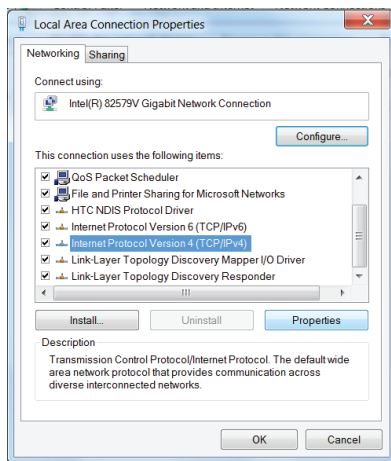 Local Area Connection Properties
Networking Sharing
Connect using:
Intel(R) 82579V Gigabit Network Connection
Configure...
This connection uses the following items:
QoS Packet Scheduler
File and Printer Sharing for Microsoft Networks
HTC NDIS Protocol Driver
Internet Protocol Version 6 (TCP/IPv6)
Internet Protocol Version 4 (TCP/IPv4)
Link-Layer Topology Discovery Mapper I/O Driver
Link-Layer Topology Discovery Responder
Install... Uninstall Properties
Description
Transmission Control Protocol/Internet Protocol. The default wide
area network protocol that provides communication across
diverse interconnected networks.
OK Cancel